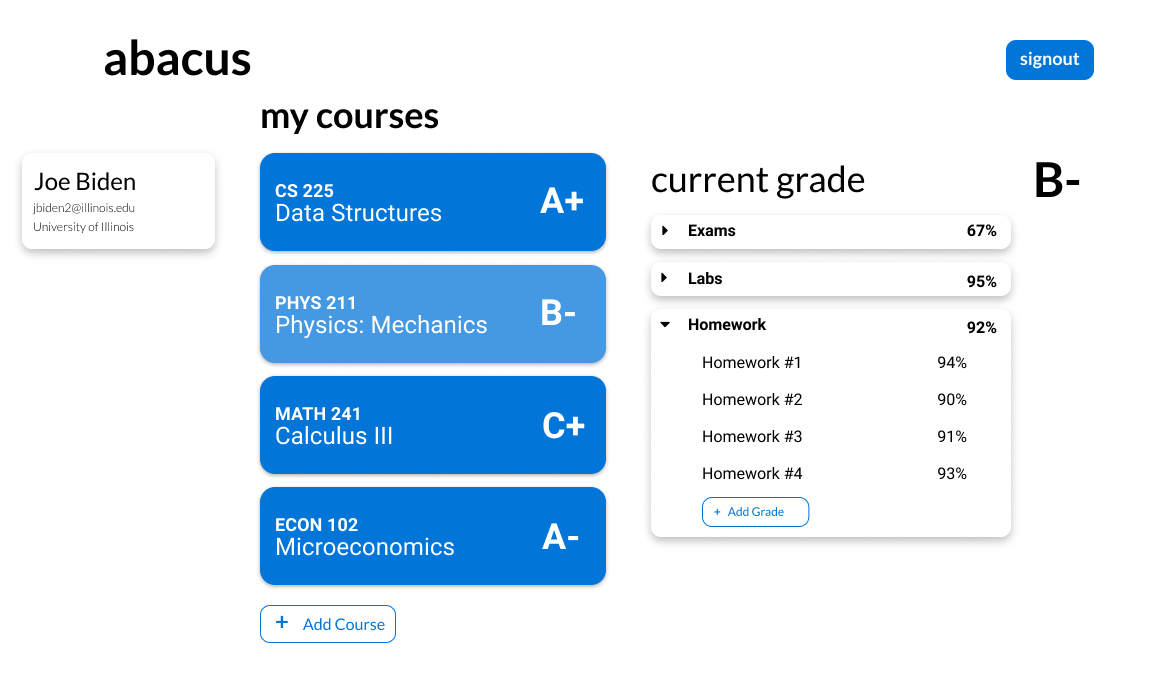 abacus
signout
my courses
Joe Biden
jbiden2@illinois.edu
University of Illinois
CS 225
Data Structures
A+
PHYS 211
Physics: Mechanics
B-
MATH 241
Calculus III
C+
ECON 102
Microeconomics
A-
+ Add Course
current grade B-
Exams 67%
Labs 95%
Homework 92%
Homework #1 94%
Homework #2 90%
Homework #3 91%
Homework #4 93%
+ Add Grade